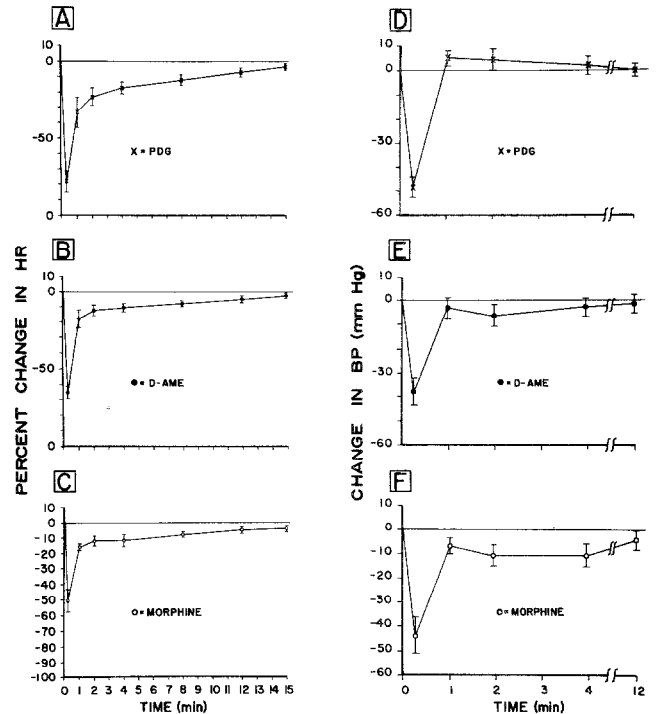 A
10
0
-50
0
X = PDG
B
10
0
-50
0
● = D-AME
C
10
0
-10
-20
-30
-40
-50
-60
-70
-80
-90
-100
○ = MORPHINE
0 1 2 3 4 5 6 7 8 9 10 11 12 13 14 15
TIME (min)
PERCENT CHANGE IN HR
D
10
0
-30
-60
X = PDG
E
10
0
-30
-60
● = D-AME
F
10
0
-10
-20
-30
-40
-50
-60
○ = MORPHINE
0 1 2 4 12
TIME (min)
CHANGE IN BP (mm Hg)